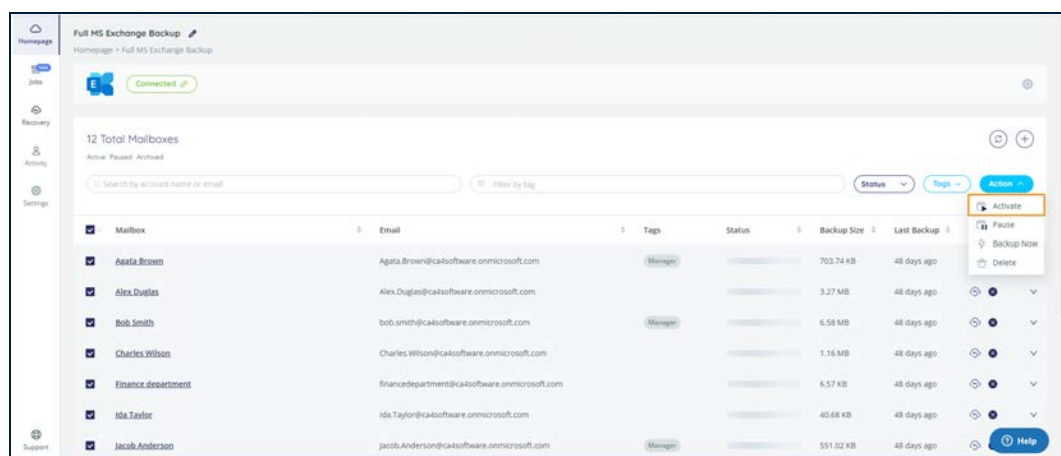 Full MS Exchange Backup
Homepage > Full MS Exchange Backup
Homepage
Jobs
Recovery
Activity
Settings
Support
E
Connected
12 Total Mailboxes
Active Paused Archived
Search by account name or email
Filter by tag
Status
Tags
Action
Activate
Pause
Backup Now
Delete
Mailbox Email Tags Status Backup Size Last Backup
Agata Brown Agata.Brown@ca4software.onmicrosoft.com Manager 703.74 KB 48 days ago
Alex Duglas Alex.Duglas@ca4software.onmicrosoft.com 3.27 MB 48 days ago
Bob Smith bob.smith@ca4software.onmicrosoft.com Manager 6.58 MB 48 days ago
Charles Wilson Charles.Wilson@ca4software.onmicrosoft.com 1.16 MB 48 days ago
Finance department financedepartment@ca4software.onmicrosoft.com 6.57 KB 48 days ago
Ida Taylor Ida.Taylor@ca4software.onmicrosoft.com 40.68 KB 48 days ago
Jacob Anderson Jacob.Anderson@ca4software.onmicrosoft.com Manager 551.02 KB 48 days ago
Help